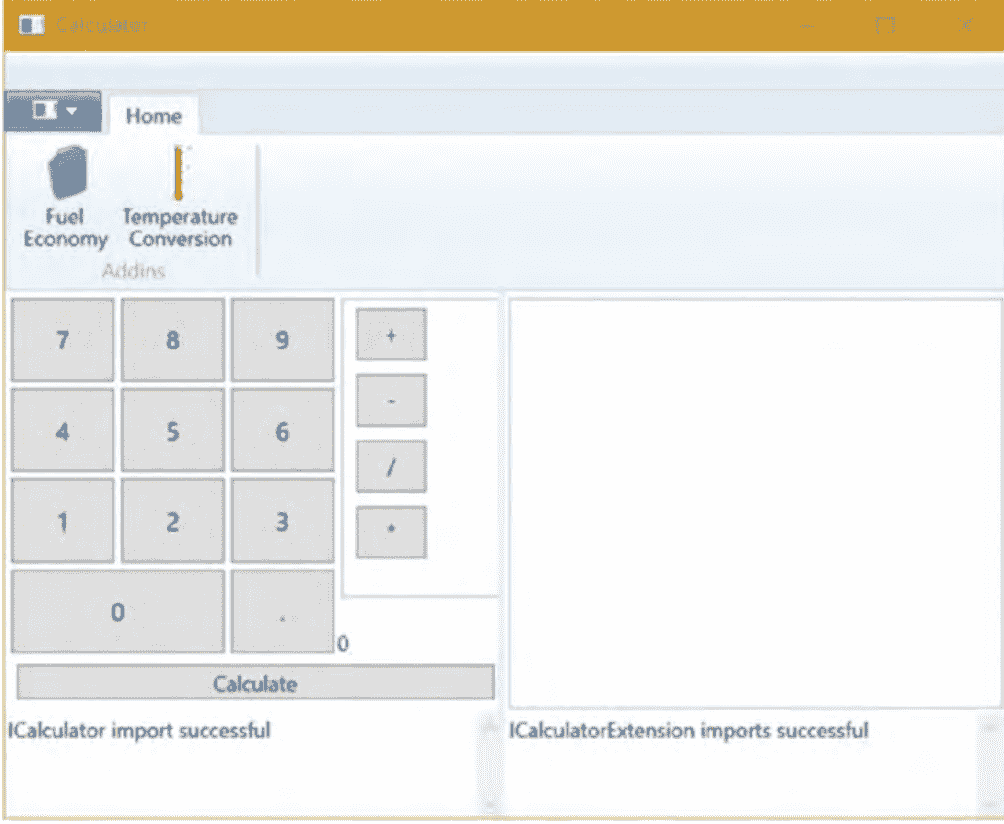 Calculator
Home
Fuel
Economy
Temperature
Conversion
Addins
7 8 9 +
-
4 5 6 /
1 2 3 *
0 .
0
Calculate
ICalculator import successful
ICalculatorExtension imports successful